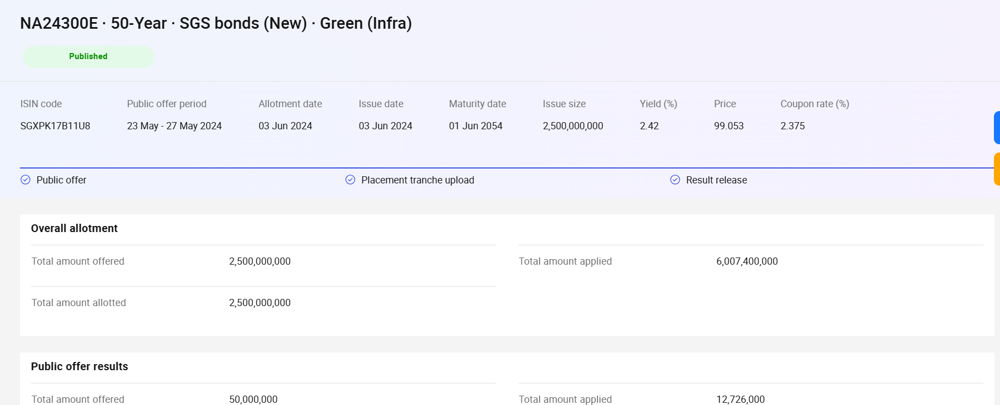 NA24300E · 50-Year · SGS bonds (New) · Green (Infra)
Published
ISIN code Public offer period Allotment date Issue date Maturity date Issue size Yield (%) Price Coupon rate (%)
SGXPK17B11U8 23 May - 27 May 2024 03 Jun 2024 03 Jun 2024 01 Jun 2054 2,500,000,000 2.42 99.053 2.375
Public offer Placement tranche upload Result release
Overall allotment
Total amount offered 2,500,000,000 Total amount applied 6,007,400,000
Total amount allotted 2,500,000,000
Public offer results
Total amount offered 50,000,000 Total amount applied 12,726,000